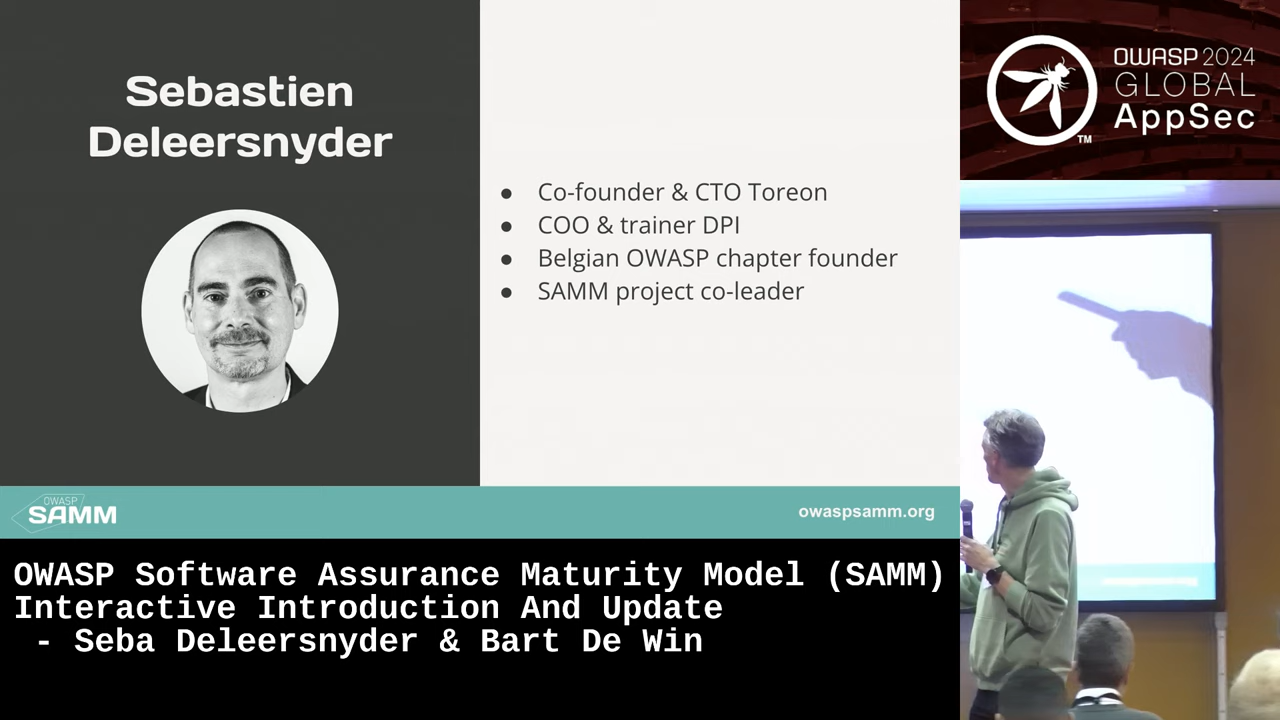 Sebastien
Deleersnyder
● Co-founder & CTO Toreon
● COO & trainer DPI
● Belgian OWASP chapter founder
● SAMM project co-leader
OWASP
SAMM
owaspsamm.org
OWASP 2024
GLOBAL
AppSec
TM
OWASP Software Assurance Maturity Model (SAMM)
Interactive Introduction And Update
- Seba Deleersnyder & Bart De Win